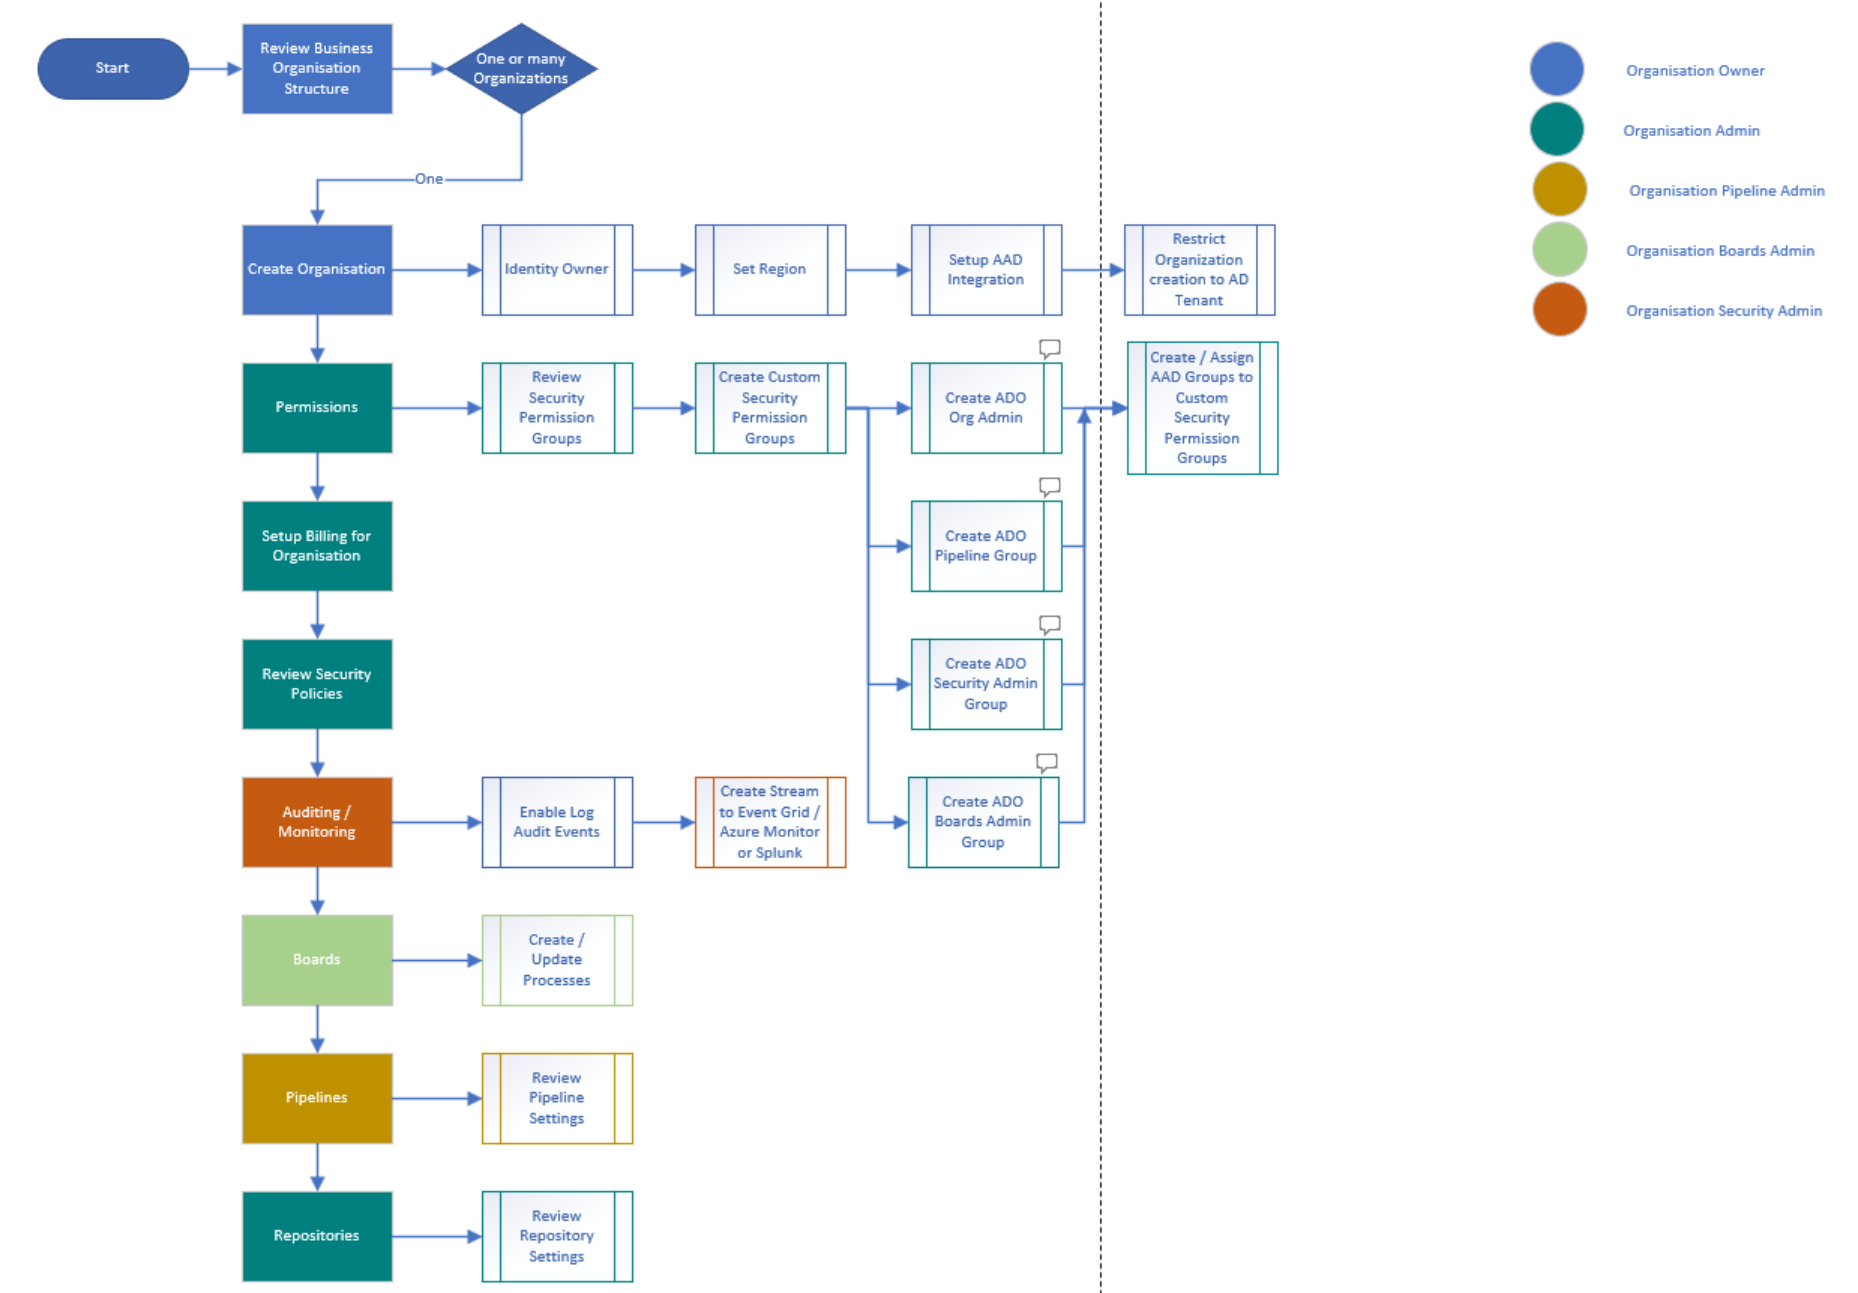 Start
Review Business
Organisation
Structure
One or many
Organizations
One
Organisation Owner
Organisation Admin
Organisation Pipeline Admin
Organisation Boards Admin
Organisation Security Admin
Create Organisation
Identity Owner
Set Region
Setup AAD
Integration
Restrict
Organization
creation to AD
Tenant
Permissions
Review
Security
Permission
Groups
Create Custom
Security
Permission
Groups
Create ADO
Org Admin
Create / Assign
AAD Groups to
Custom
Security
Permission
Groups
Setup Billing for
Organisation
Create ADO
Pipeline Group
Review Security
Policies
Create ADO
Security Admin
Group
Auditing /
Monitoring
Enable Log
Audit Events
Create Stream
to Event Grid /
Azure Monitor
or Splunk
Create ADO
Boards Admin
Group
Boards
Create /
Update
Processes
Pipelines
Review
Pipeline
Settings
Repositories
Review
Repository
Settings